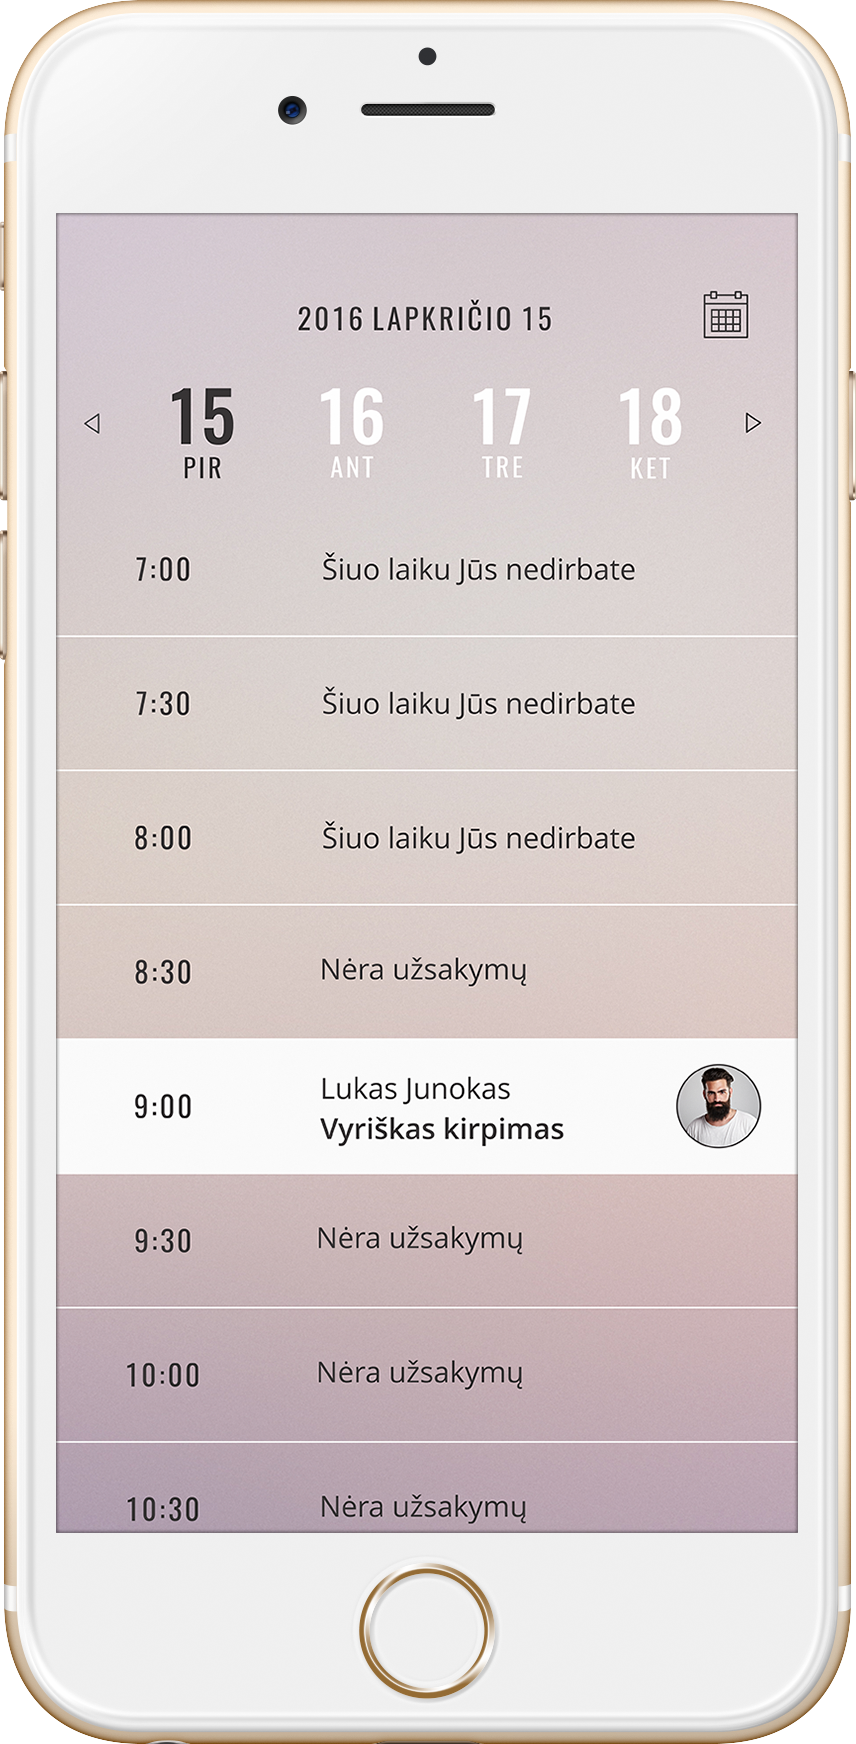 2016 LAPKRIČIO 15
15 16 17 18
PIR ANT TRE KET
7:00 Šiuo laiku Jūs nedirbate
7:30 Šiuo laiku Jūs nedirbate
8:00 Šiuo laiku Jūs nedirbate
8:30 Nėra užsakymų
9:00 Lukas Junokas
Vyriškas kirpimas
9:30 Nėra užsakymų
10:00 Nėra užsakymų
10:30 Nėra užsakymų